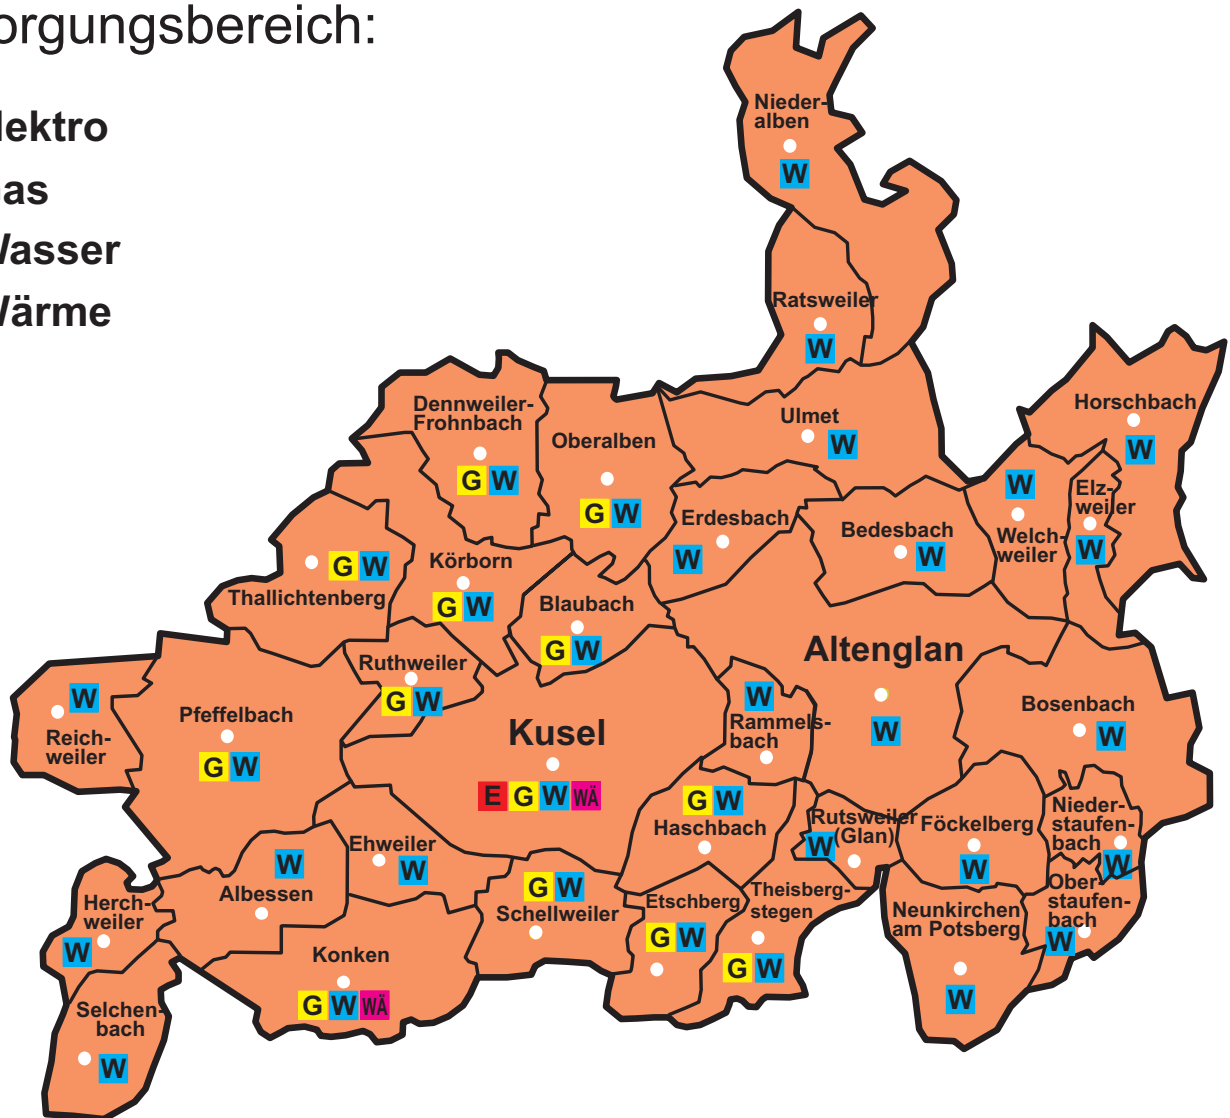 orgungsbereich:
lektro
as
Wasser
Wärme
Nieder-
alben
W
Ratsweiler
W
Dennweiler-
Frohnbach
G W
Oberalben
G W
Ulmet
W
Horschbach
W
Erdesbach
W
Bedesbach
W
W
Welch-
weiler
Elz-
weiler
W
G W
Thallichtenberg
Körborn
G W
Blaubach
G W
Ruthweiler
G W
Altenglan
W
W
Reich-
weiler
Pfeffelbach
G W
Kusel
E G W WÄ
W
Rammels-
bach
Bosenbach
W
G W
Haschbach
Rutsweiler
(Glan)
W
Föckelberg
W
Nieder-
staufen-
bach
W
Ehweiler
W
W
Albessen
Herch-
weiler
W
G W
Schellweiler
Etschberg
G W
Theisberg-
stegen
G W
Neunkirchen
am Potsberg
W
Ober-
staufen-
bach
W
Konken
G W WÄ
Selchen-
bach
W